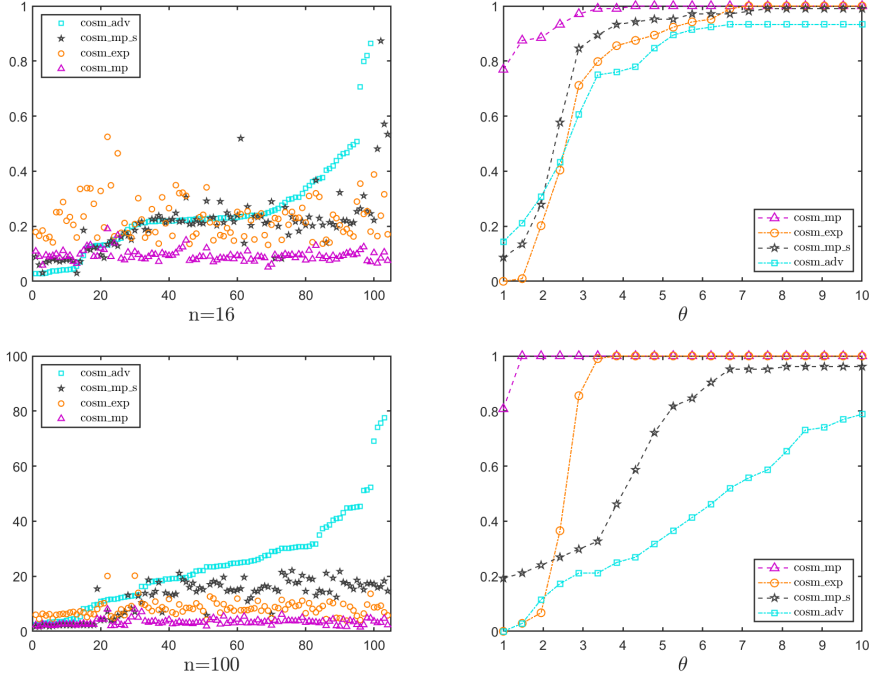 1
0.8
0.6
0.4
0.2
0
cosm_adv
cosm_mp_s
cosm_exp
cosm_mp
0 20 40 60 80 100
n=16
1
0.8
0.6
0.4
0.2
0
cosm_mp
cosm_exp
cosm_mp_s
cosm_adv
1 2 3 4 5 6 7 8 9 10
θ
100
80
60
40
20
0
cosm_adv
cosm_mp_s
cosm_exp
cosm_mp
0 20 40 60 80 100
n=100
1
0.8
0.6
0.4
0.2
0
cosm_mp
cosm_exp
cosm_mp_s
cosm_adv
1 2 3 4 5 6 7 8 9 10
θ